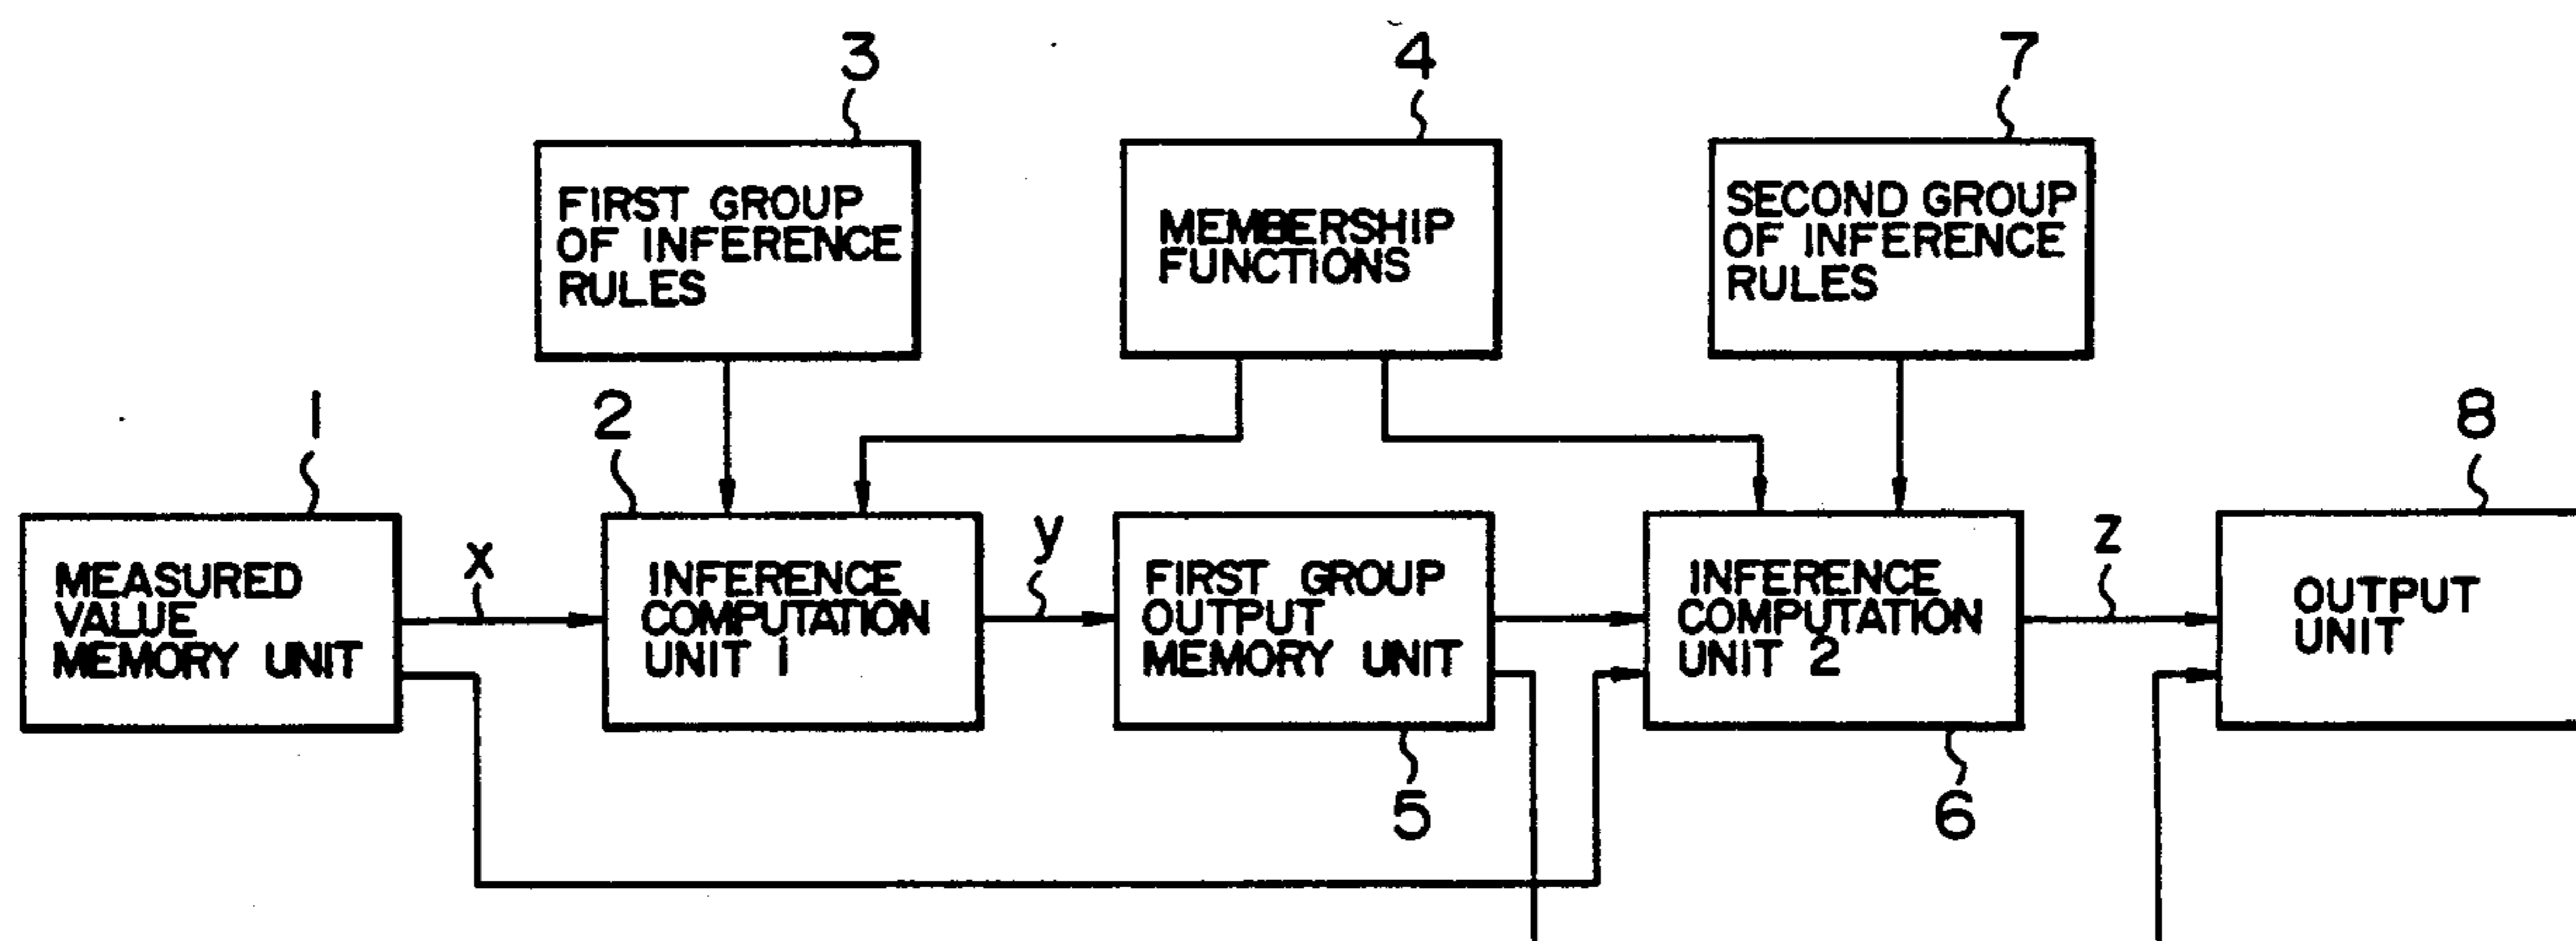 3
4
7
FIRST GROUP
OF INFERENCE
RULES
MEMBERSHIP
FUNCTIONS
SECOND GROUP
OF INFERENCE
RULES
1
2
8
MEASURED
VALUE
MEMORY UNIT
x
INFERENCE
COMPUTATION
UNIT 1
y
FIRST GROUP
OUTPUT
MEMORY UNIT
INFERENCE
COMPUTATION
UNIT 2
z
OUTPUT
UNIT
5
6